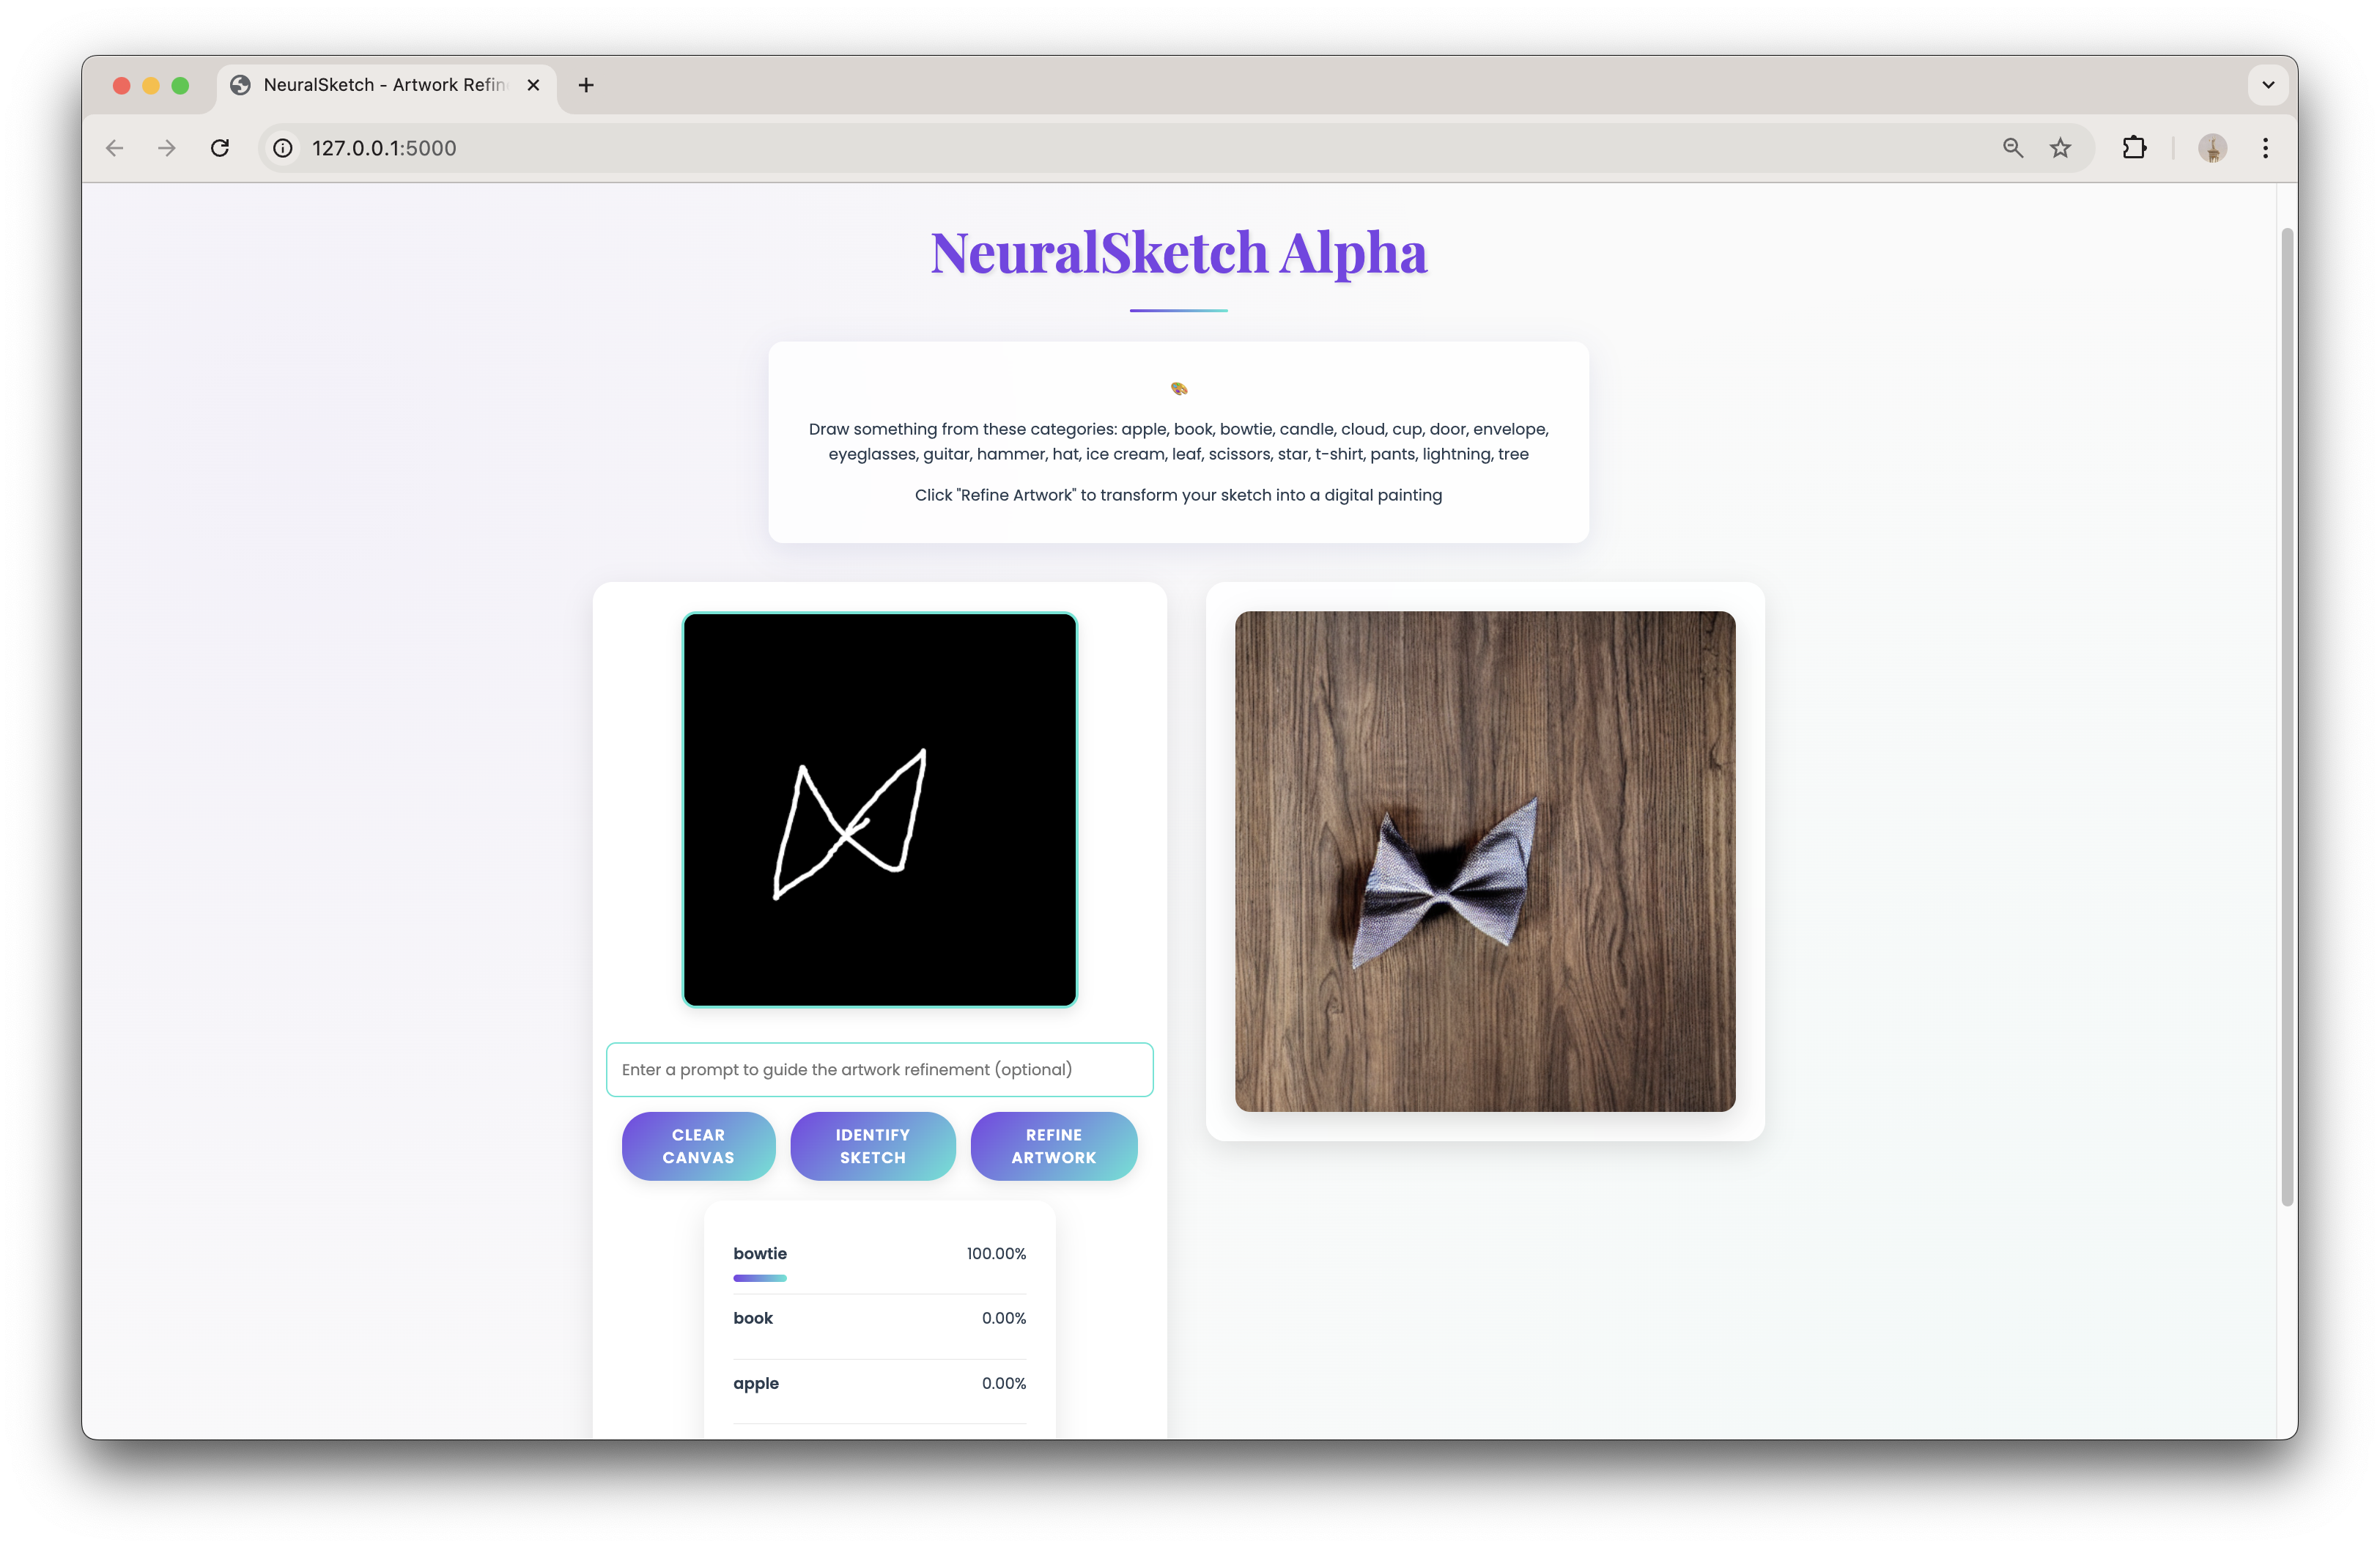 NeuralSketch - Artwork Refin
127.0.0.1:5000
NeuralSketch Alpha
Draw something from these categories: apple, book, bowtie, candle, cloud, cup, door, envelope,
eyeglasses, guitar, hammer, hat, ice cream, leaf, scissors, star, t-shirt, pants, lightning, tree
Click "Refine Artwork" to transform your sketch into a digital painting
Enter a prompt to guide the artwork refinement (optional)
CLEAR
CANVAS
IDENTIFY
SKETCH
REFINE
ARTWORK
bowtie 100.00%
book 0.00%
apple 0.00%